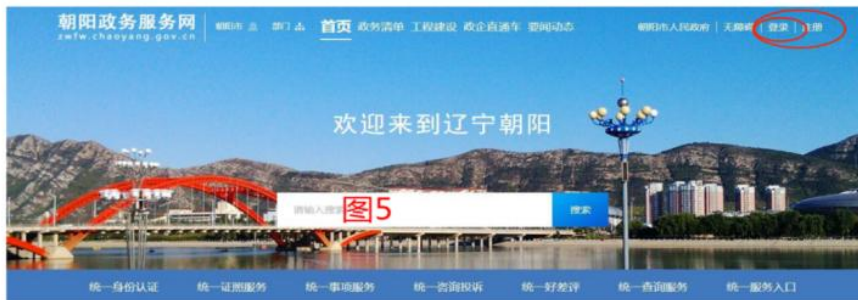 朝阳政务服务网
zwfw.chaoyang.gov.cn
朝阳市 部门 首页 政务清单 工程建设 政企直通车 要闻动态
朝阳市人民政府 | 无障碍 | 登录 | 注册
欢迎来到辽宁朝阳
请输入搜索
图5
搜索
统一身份认证 统一证照服务 统一事项服务 统一咨询投诉 统一好差评 统一查询服务 统一服务入口